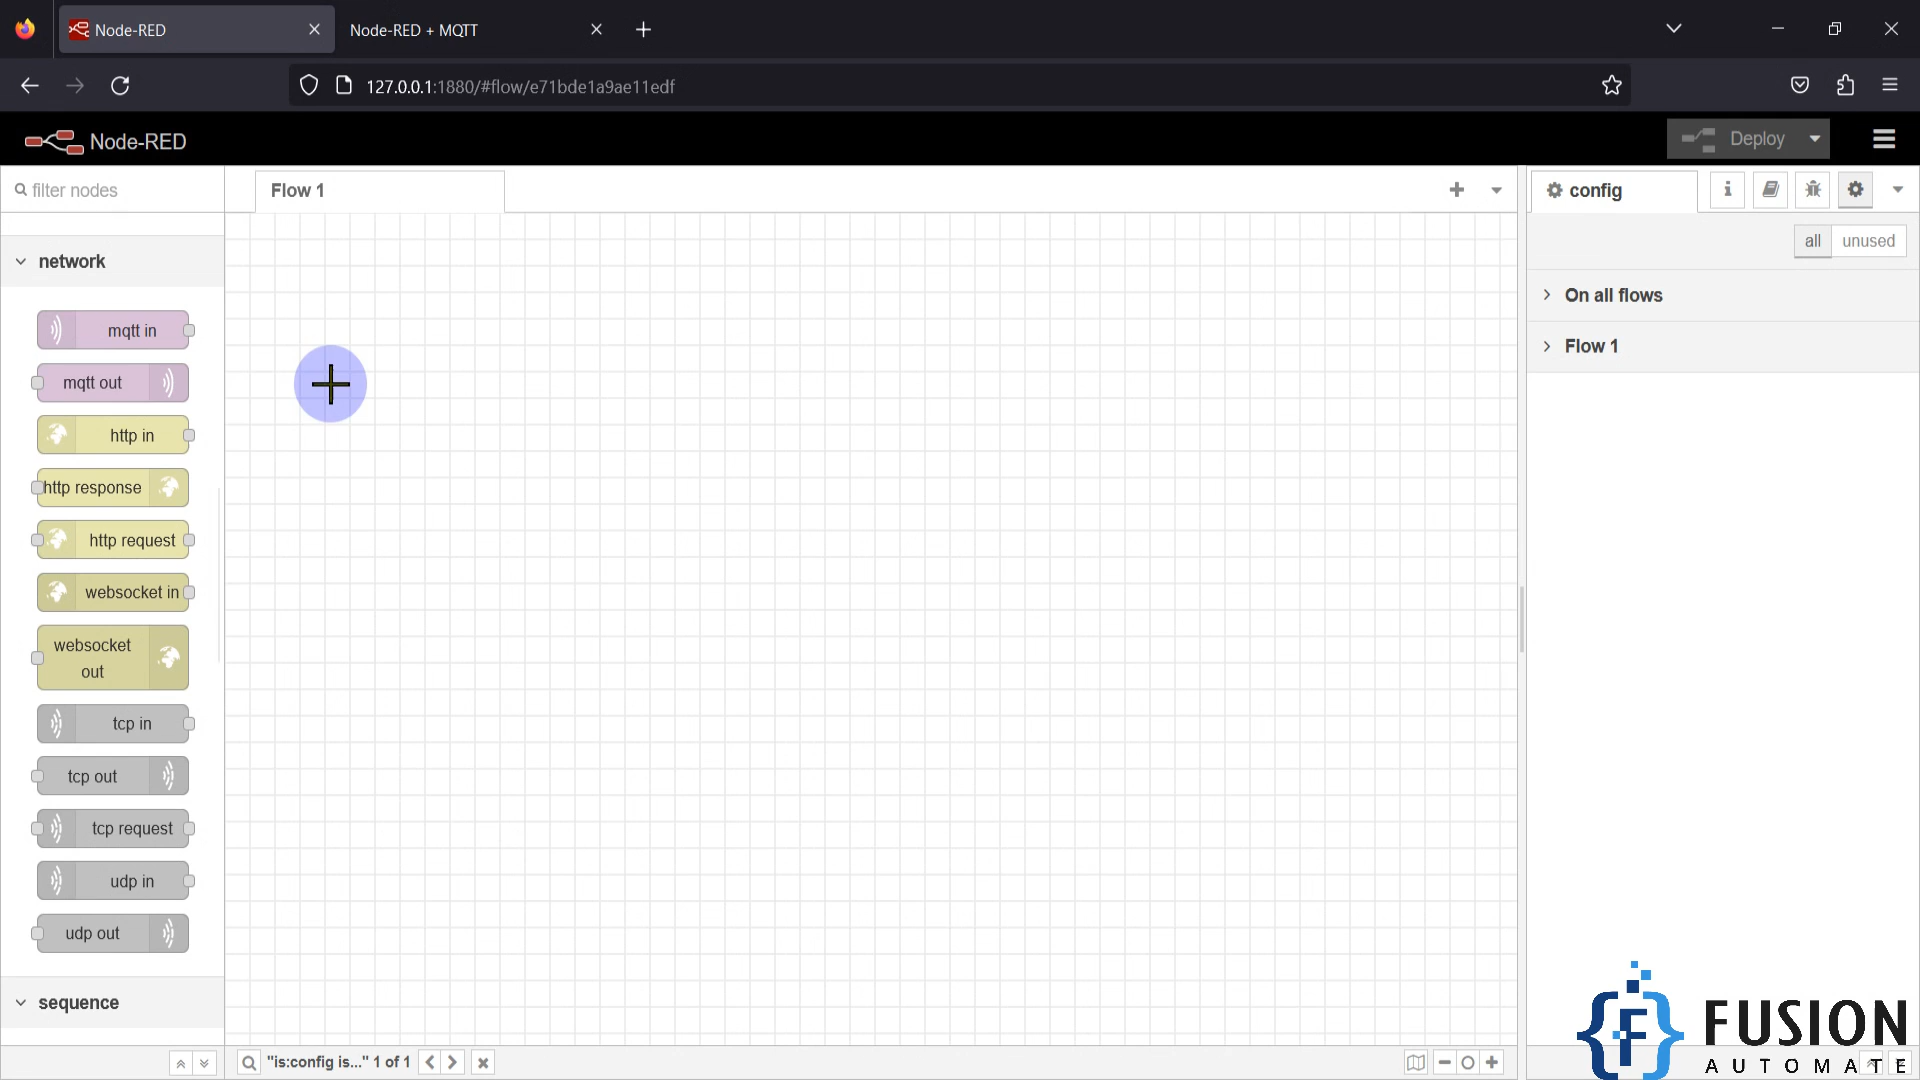 Node-RED
Node-RED + MQTT
127.0.0.1:1880/#flow/e71bde1a9ae11edf
Node-RED
Deploy
filter nodes
Flow 1
config
all
unused
On all flows
Flow 1
network
mqtt in
mqtt out
http in
http response
http request
websocket in
websocket
out
tcp in
tcp out
tcp request
udp in
udp out
sequence
"is:config is..." 1 of 1
FUSION
AUTOMATE